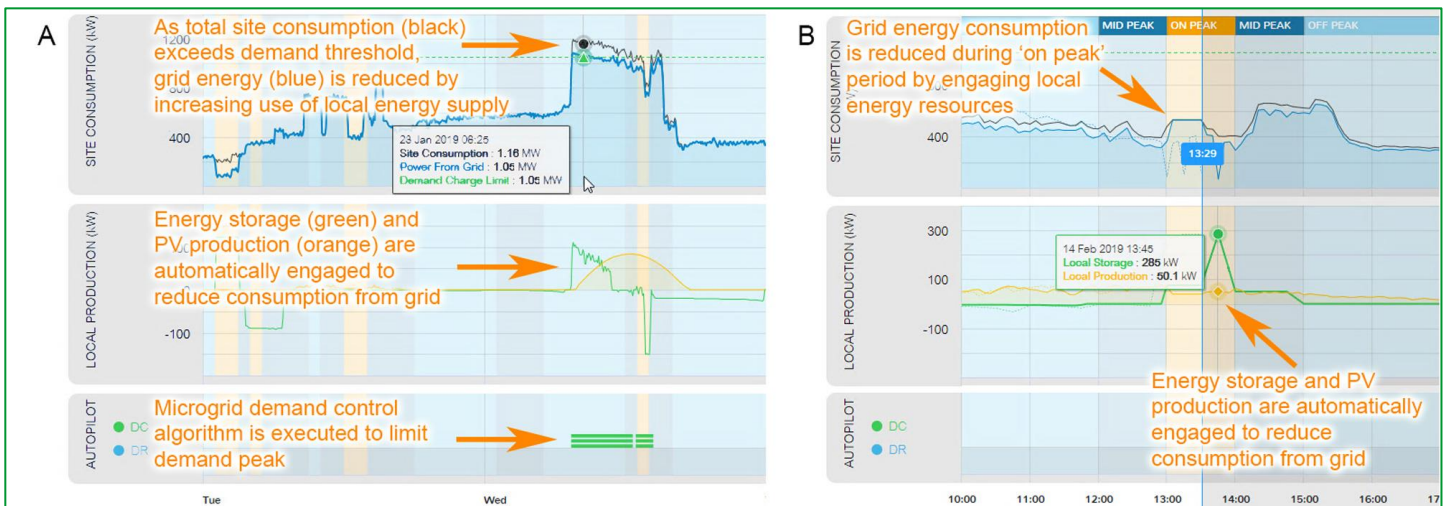 A
SITE CONSUMPTION (kW)
1200
800
400
As total site consumption (black)
exceeds demand threshold,
grid energy (blue) is reduced by
increasing use of local energy supply
23 Jan 2019 06:25
Site Consumption : 1.16 MW
Power From Grid : 1.05 MW
Demand Charge Limit : 1.05 MW
LOCAL PRODUCTION (kW)
-100
Energy storage (green) and
PV production (orange) are
automatically engaged to
reduce consumption from grid
AUTOPILOT
DC
DR
Microgrid demand control
algorithm is executed to limit
demand peak
Tue
Wed
B
MID PEAK
ON PEAK
MID PEAK
OFF PEAK
SITE CONSUMPTION (kW)
400
Grid energy consumption
is reduced during ‘on peak’
period by engaging local
energy resources
13:29
LOCAL PRODUCTION (kW)
300
100
-100
14 Feb 2019 13:45
Local Storage : 285 kW
Local Production : 50.1 kW
Energy storage and PV
production are automatically
engaged to reduce
consumption from grid
AUTOPILOT
DC
DR
10:00
11:00
12:00
13:00
14:00
15:00
16:00
17